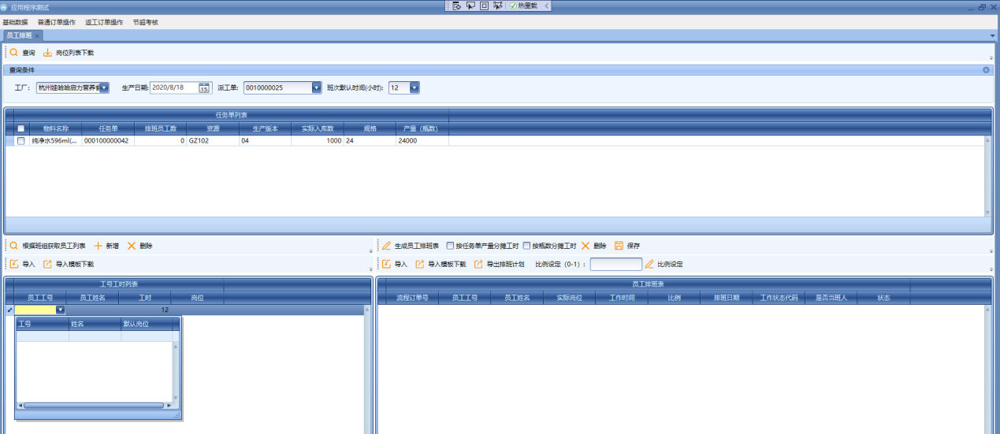 应用程序测试
热重载
基础数据 普通订单操作 返工订单操作 节超考核
员工排班
查询 岗位列表下载
查询条件
工厂: 杭州娃哈哈启力营养食 生产日期: 2020/8/18 15 派工单: 0010000025 班次默认时间(小时): 12
任务单列表
物料名称 任务单 排班员工数 资源 生产版本 实际入库数 规格 产量（瓶数）
纯净水596ml(... 000100000042 0 GZ102 04 1000 24 24000
根据班组获取员工列表 新增 删除
生成员工排班表 按任务单产量分摊工时 按瓶数分摊工时 删除 保存
导入 导入模板下载
导入 导入模板下载 导出排班计划 比例设定（0-1）: 比例设定
工号工时列表
员工工号 员工姓名 工时 岗位
12
工号 姓名 默认岗位
员工排班表
流程订单号 员工工号 员工姓名 实际岗位 工作时间 比例 排班日期 工作状态代码 是否当班人 状态